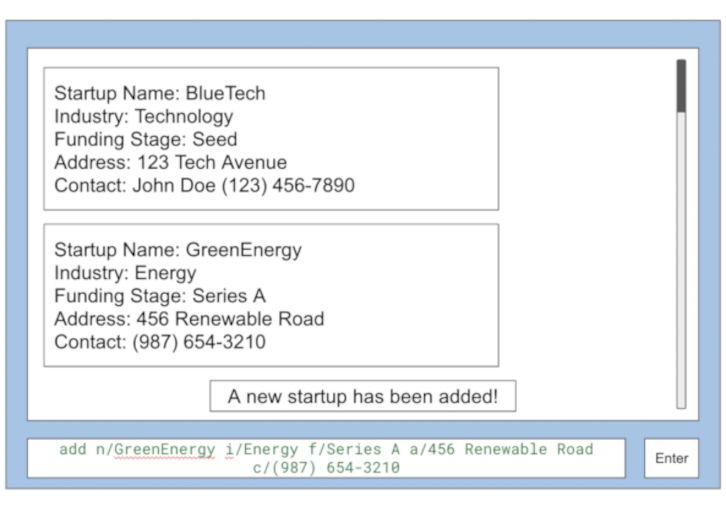 Startup Name: BlueTech
Industry: Technology
Funding Stage: Seed
Address: 123 Tech Avenue
Contact: John Doe (123) 456-7890
Startup Name: GreenEnergy
Industry: Energy
Funding Stage: Series A
Address: 456 Renewable Road
Contact: (987) 654-3210
A new startup has been added!
add n/GreenEnergy i/Energy f/Series A a/456 Renewable Road
c/(987) 654-3210
Enter